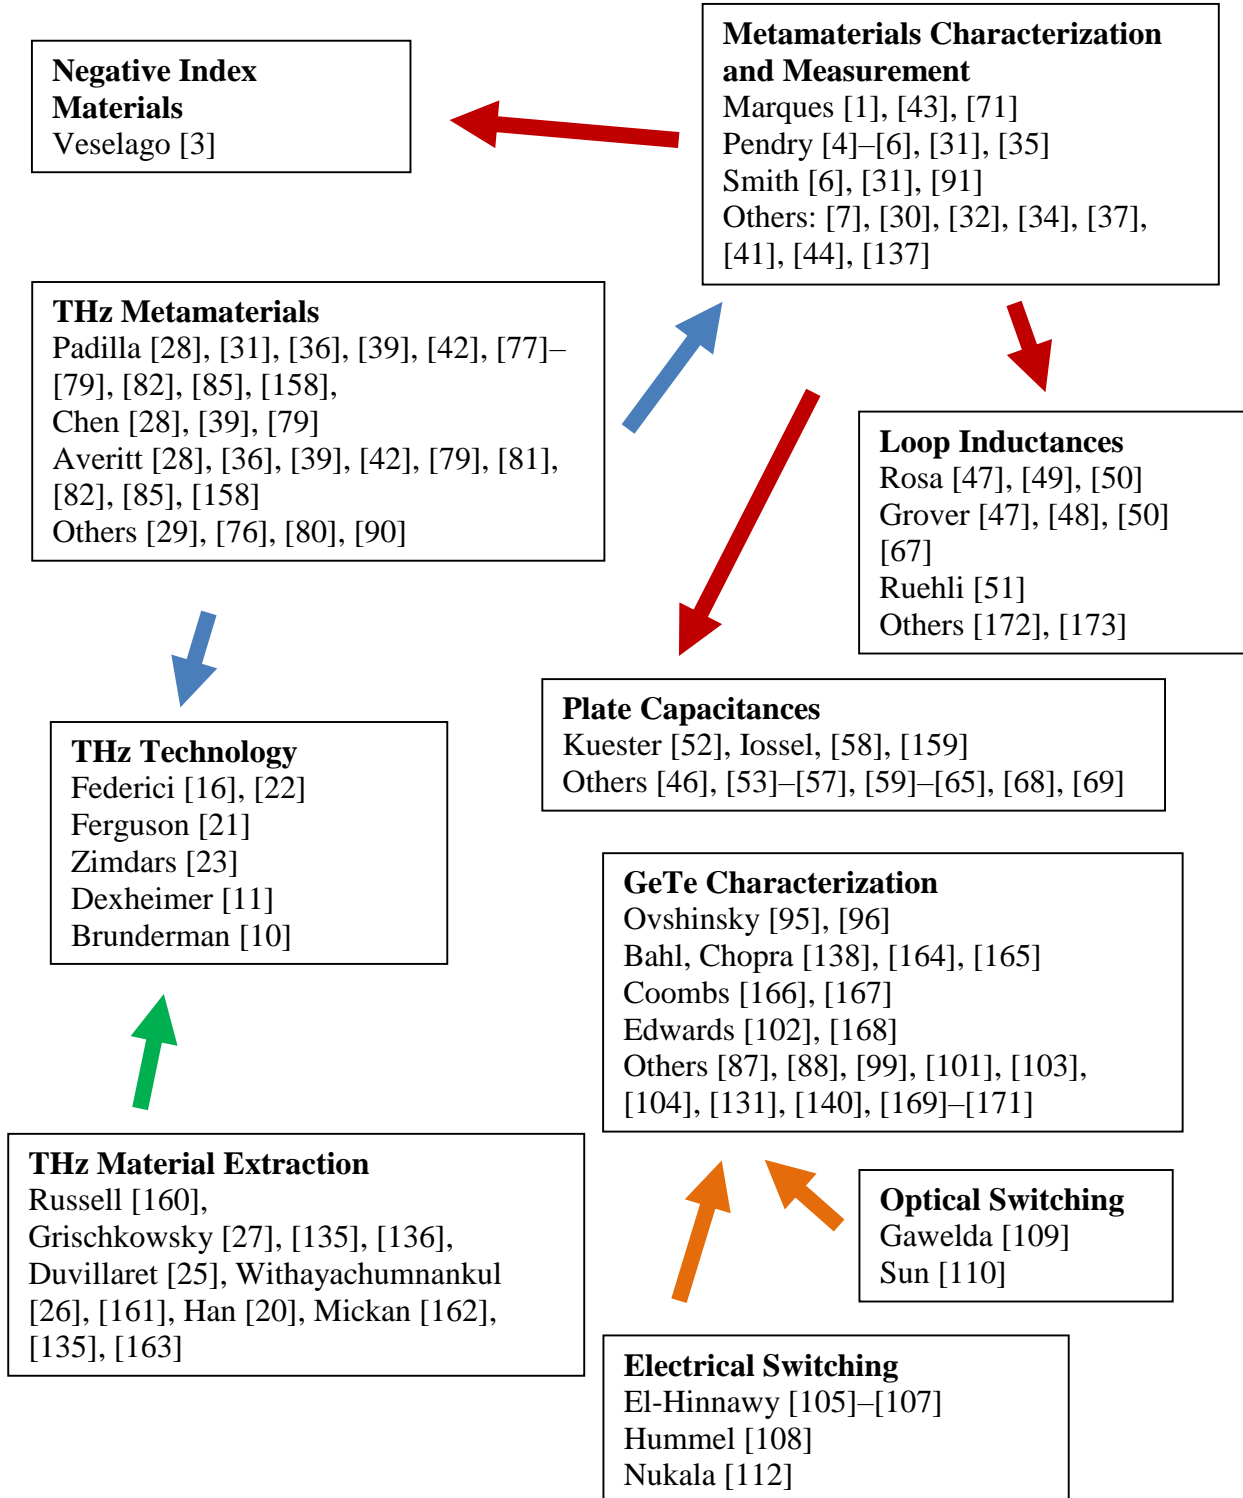 Negative Index
Materials
Veselago [3]
Metamaterials Characterization
and Measurement
Marques [1], [43], [71]
Pendry [4]–[6], [31], [35]
Smith [6], [31], [91]
Others: [7], [30], [32], [34], [37],
[41], [44], [137]
THz Metamaterials
Padilla [28], [31], [36], [39], [42], [77]–
[79], [82], [85], [158],
Chen [28], [39], [79]
Averitt [28], [36], [39], [42], [79], [81],
[82], [85], [158]
Others [29], [76], [80], [90]
Loop Inductances
Rosa [47], [49], [50]
Grover [47], [48], [50]
[67]
Ruehli [51]
Others [172], [173]
Plate Capacitances
Kuester [52], Iossel, [58], [159]
Others [46], [53]–[57], [59]–[65], [68], [69]
THz Technology
Federici [16], [22]
Ferguson [21]
Zimdars [23]
Dexheimer [11]
Brunderman [10]
GeTe Characterization
Ovshinsky [95], [96]
Bahl, Chopra [138], [164], [165]
Coombs [166], [167]
Edwards [102], [168]
Others [87], [88], [99], [101], [103],
[104], [131], [140], [169]–[171]
THz Material Extraction
Russell [160],
Grischkowsky [27], [135], [136],
Duvillaret [25], Withayachumnankul
[26], [161], Han [20], Mickan [162],
[135], [163]
Optical Switching
Gawelda [109]
Sun [110]
Electrical Switching
El-Hinnawy [105]–[107]
Hummel [108]
Nukala [112]